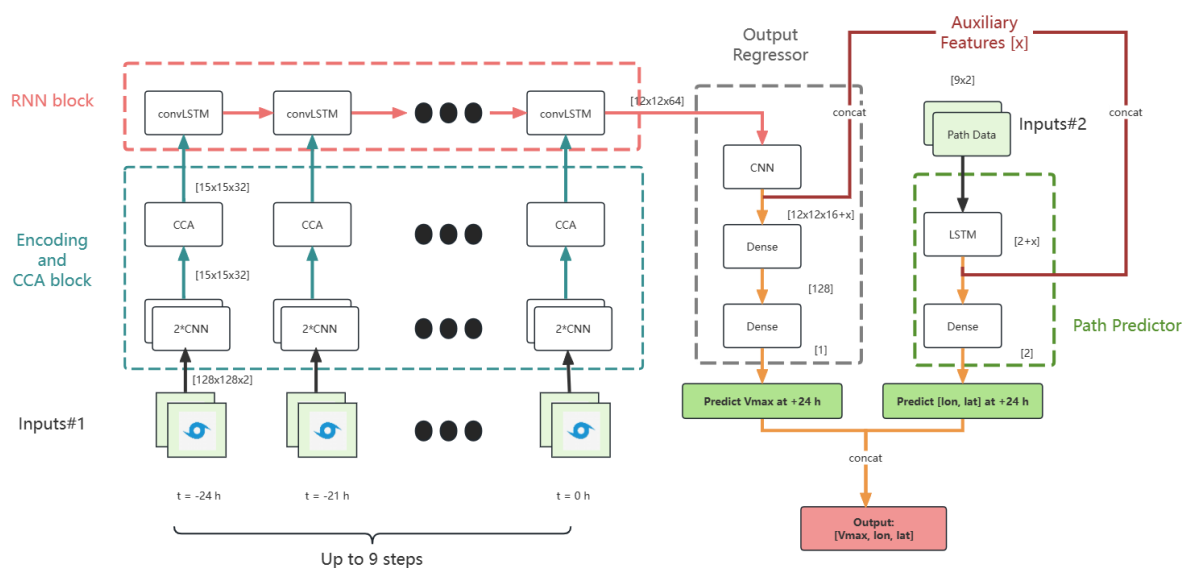 Output
Regressor
Auxiliary
Features [x]
RNN block
convLSTM
convLSTM
convLSTM
[12x12x64]
concat
[9x2]
Path Data
Inputs#2
concat
CNN
[15x15x32]
[12x12x16+x]
CCA
CCA
CCA
Dense
LSTM
[2+x]
Encoding
and
CCA block
[15x15x32]
[128]
2*CNN
2*CNN
2*CNN
Dense
Dense
Path Predictor
[1]
[2]
[128x128x2]
Predict Vmax at +24 h
Predict [lon, lat] at +24 h
Inputs#1
concat
t = -24 h
t = -21 h
t = 0 h
Output:
[Vmax, lon, lat]
Up to 9 steps